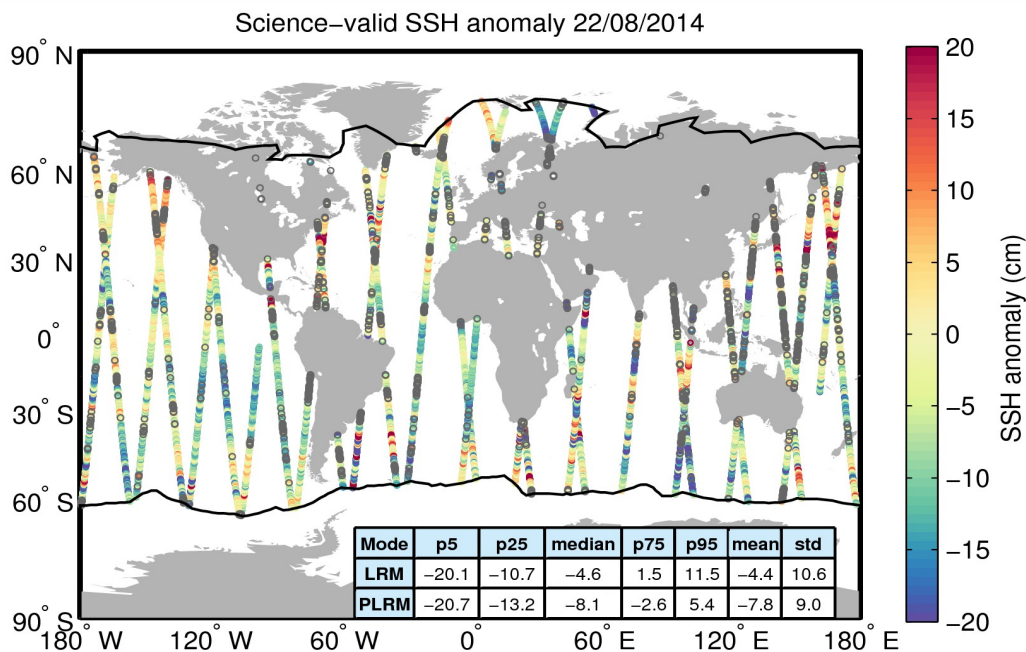 Science−valid SSH anomaly 22/08/2014
90° N
60° N
30° N
0°
30° S
60° S
90° S
180° W
120° W
60° W
0°
60° E
120° E
180° E
Mode p5 p25 median p75 p95 mean std
LRM −20.1 −10.7 −4.6 1.5 11.5 −4.4 10.6
PLRM −20.7 −13.2 −8.1 −2.6 5.4 −7.8 9.0
20
15
10
5
0
−5
−10
−15
−20
SSH anomaly (cm)